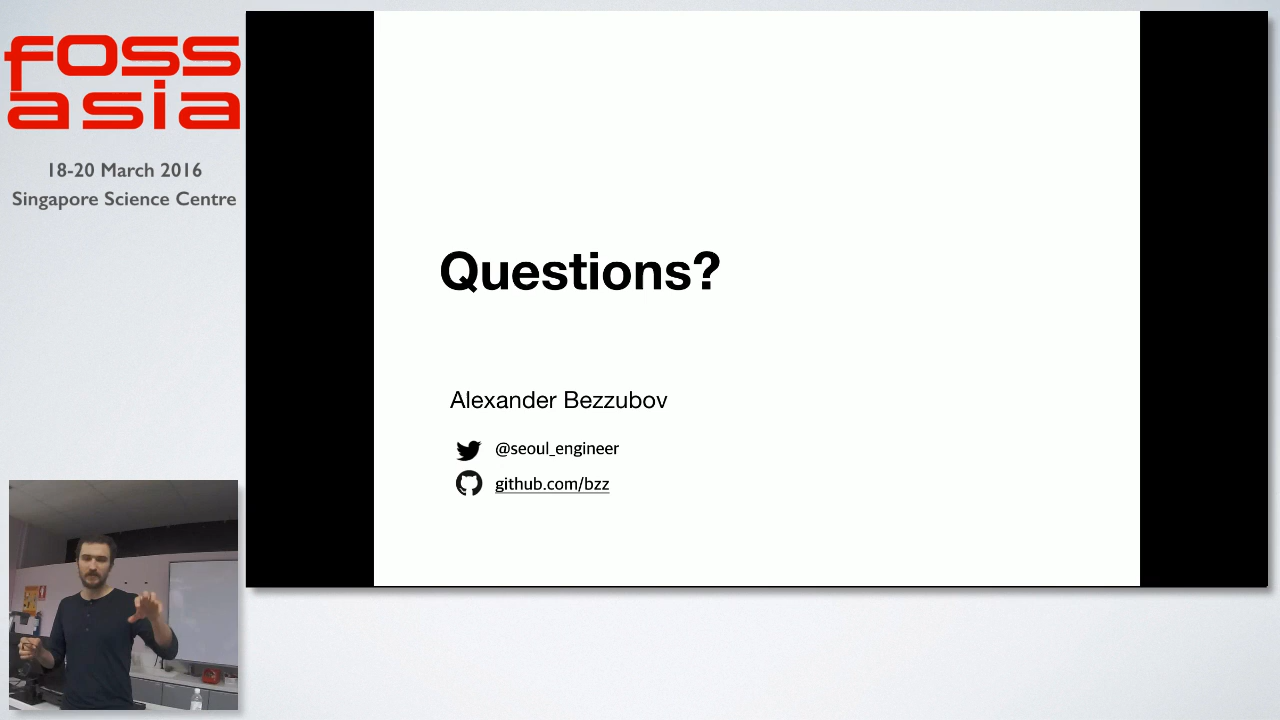 foss
asia
18-20 March 2016
Singapore Science Centre
Questions?
Alexander Bezzubov
@seoul_engineer
github.com/bzz